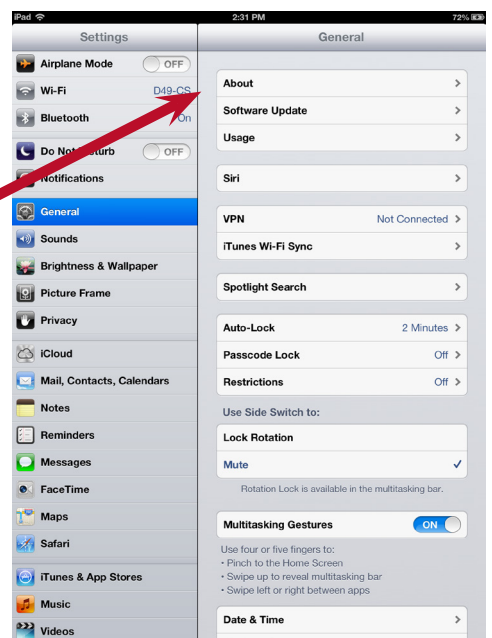 iPad 2:31 PM 72%
Settings
Airplane Mode OFF
Wi-Fi D49-CS
Bluetooth On
Do Not Disturb OFF
Notifications
General
Sounds
Brightness & Wallpaper
Picture Frame
Privacy
iCloud
Mail, Contacts, Calendars
Notes
Reminders
Messages
FaceTime
Maps
Safari
iTunes & App Stores
Music
Videos
General
About
Software Update
Usage
Siri
VPN Not Connected
iTunes Wi-Fi Sync
Spotlight Search
Auto-Lock 2 Minutes
Passcode Lock Off
Restrictions Off
Use Side Switch to:
Lock Rotation
Mute
Rotation Lock is available in the multitasking bar.
Multitasking Gestures ON
Use four or five fingers to:
• Pinch to the Home Screen
• Swipe up to reveal multitasking bar
• Swipe left or right between apps
Date & Time